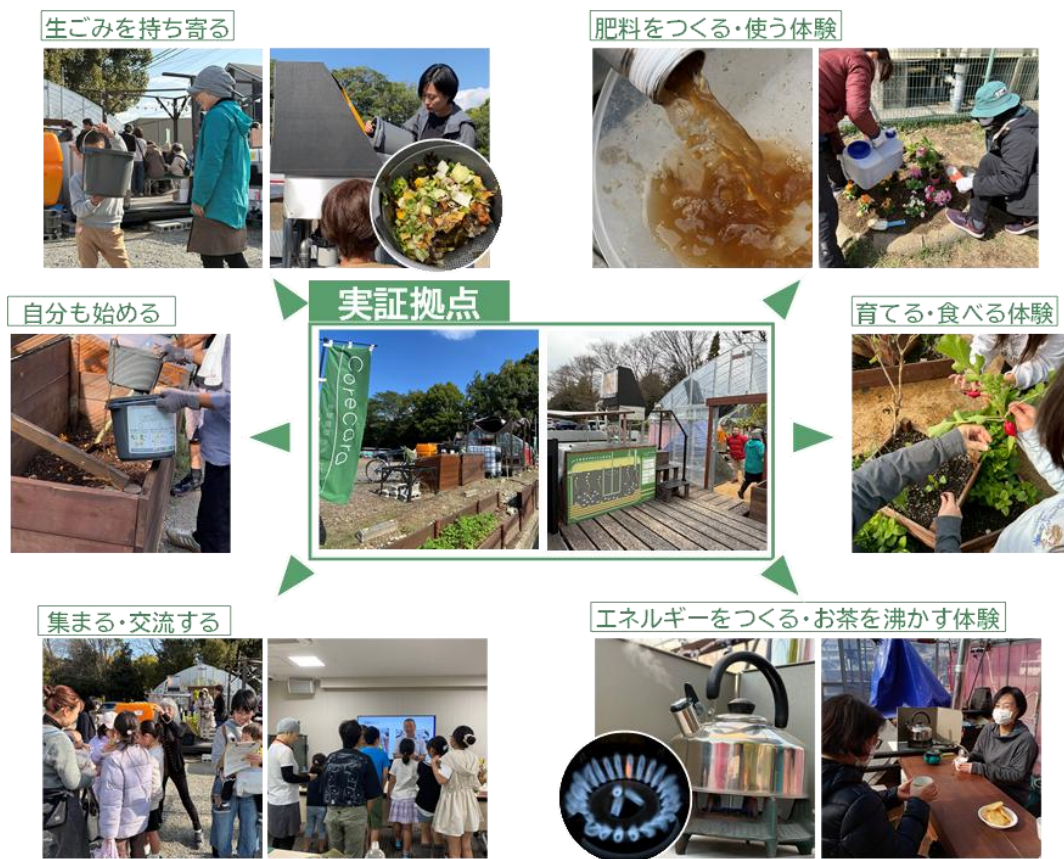 生ごみを持ち寄る
肥料をつくる・使う体験
自分も始める
実証拠点
育てる・食べる体験
CoreCara
集まる・交流する
エネルギーをつくる・お茶を沸かす体験